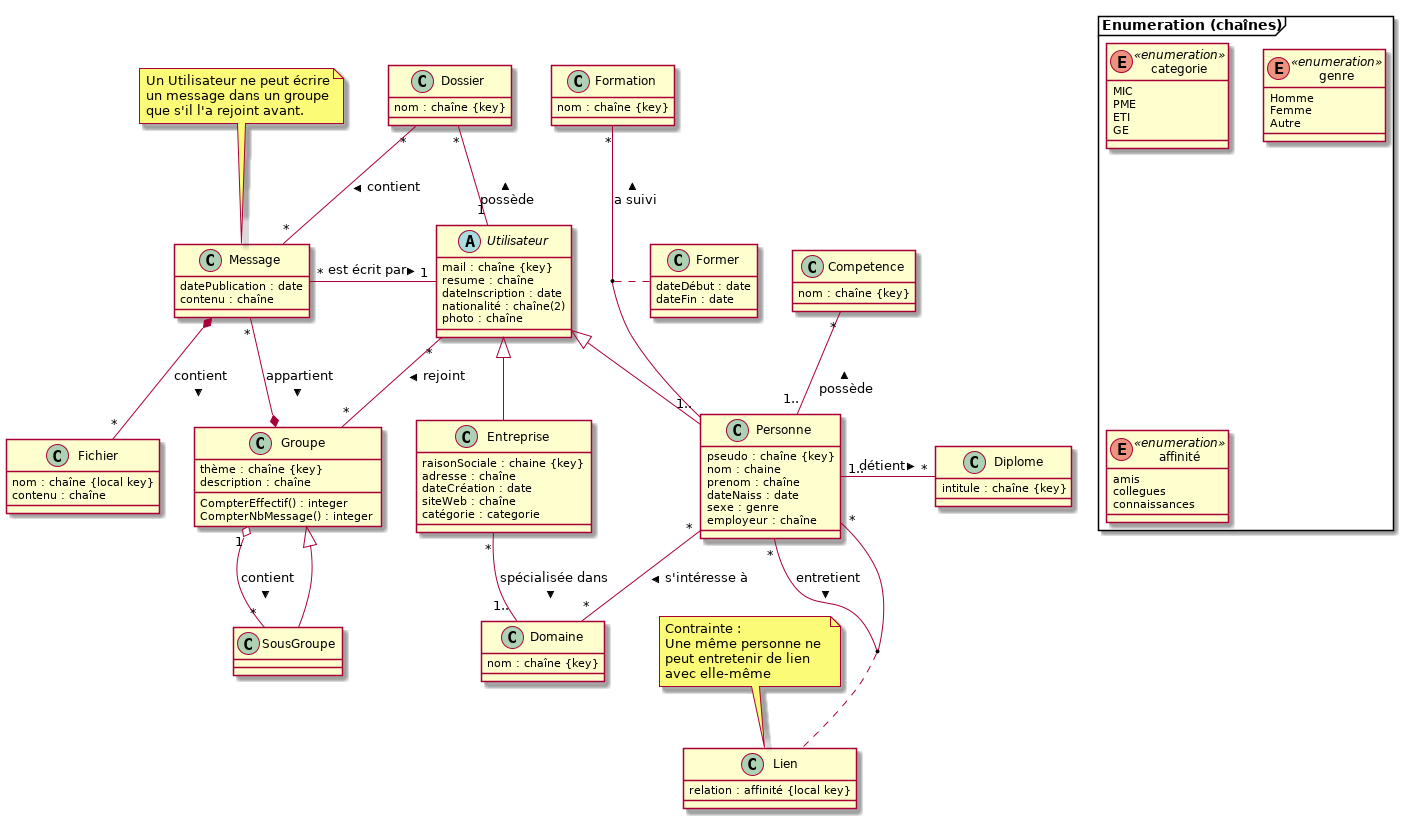 Enumeration (chaînes)
E «enumeration»
categorie
MIC
PME
ETI
GE
E «enumeration»
genre
Homme
Femme
Autre
E «enumeration»
affinité
amis
collegues
connaissances
Un Utilisateur ne peut écrire
un message dans un groupe
que s'il l'a rejoint avant.
C Dossier
nom : chaîne {key}
C Formation
nom : chaîne {key}
* * *
◄ contient
▲
possède
▲
a suivi
* 1
C Message
datePublication : date
contenu : chaîne
* est écrit par► 1
A Utilisateur
mail : chaîne {key}
resume : chaîne
dateInscription : date
nationalité : chaîne(2)
photo : chaîne
C Former
dateDébut : date
dateFin : date
C Competence
nom : chaîne {key}
* * *
contient
▼
appartient
▼
◄ rejoint
▲
possède
* * 1.. 1..
C Fichier
nom : chaîne {local key}
contenu : chaîne
C Groupe
thème : chaîne {key}
description : chaîne
CompterEffectif() : integer
CompterNbMessage() : integer
C Entreprise
raisonSociale : chaine {key}
adresse : chaîne
dateCréation : date
siteWeb : chaîne
catégorie : categorie
C Personne
pseudo : chaîne {key}
nom : chaine
prenom : chaîne
dateNaiss : date
sexe : genre
employeur : chaîne
1.. détient► *
C Diplome
intitule : chaîne {key}
1 * * * *
contient
▼
spécialisée dans
▼
◄ s'intéresse à
entretient
▼
* 1.. *
C SousGroupe
C Domaine
nom : chaîne {key}
Contrainte :
Une même personne ne
peut entretenir de lien
avec elle-même
C Lien
relation : affinité {local key}